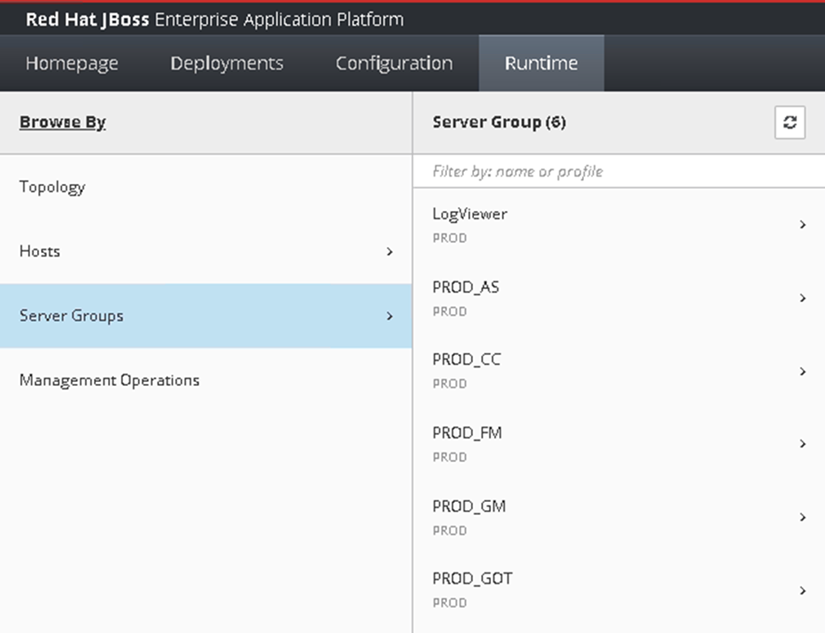 Red Hat JBoss Enterprise Application Platform
Homepage Deployments Configuration Runtime
Browse By
Topology
Hosts
Server Groups
Management Operations
Server Group (6)
Filter by: name or profile
LogViewer
PROD
PROD_AS
PROD
PROD_CC
PROD
PROD_FM
PROD
PROD_GM
PROD
PROD_GOT
PROD